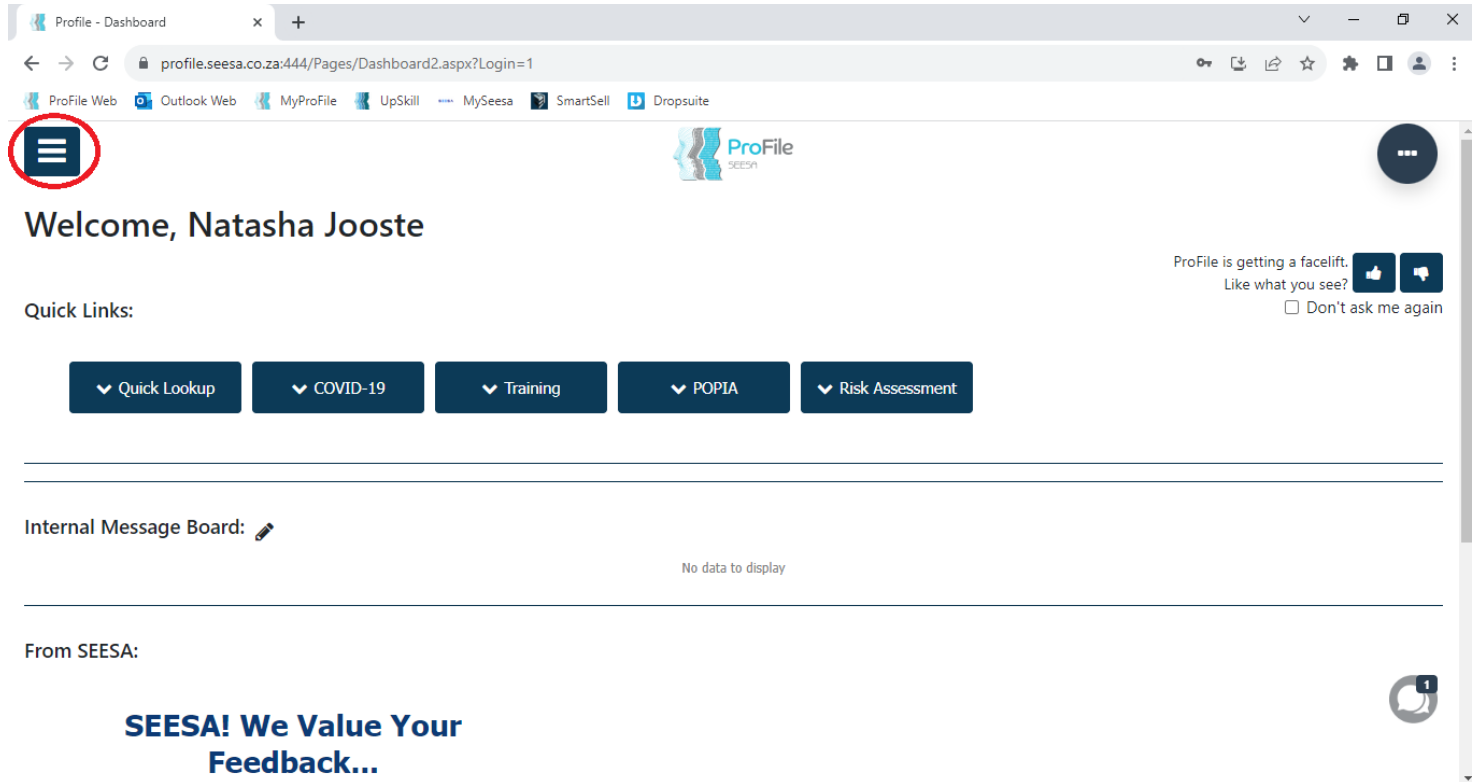 Profile - Dashboard
profile.seesa.co.za:444/Pages/Dashboard2.aspx?Login=1
ProFile Web Outlook Web MyProFile UpSkill MySeesa SmartSell Dropsuite
ProFile
SEESA
Welcome, Natasha Jooste
ProFile is getting a facelift.
Like what you see?
Don't ask me again
Quick Links:
Quick Lookup COVID-19 Training POPIA Risk Assessment
Internal Message Board:
No data to display
From SEESA:
1
SEESA! We Value Your
Feedback...